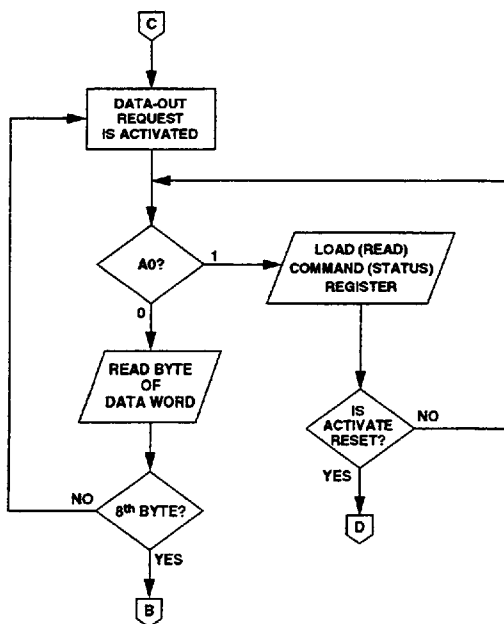 C
DATA-OUT
REQUEST
IS ACTIVATED
A0?
1
0
LOAD (READ)
COMMAND (STATUS)
REGISTER
READ BYTE
OF
DATA WORD
IS
ACTIVATE
RESET?
NO
YES
D
8th BYTE?
NO
YES
B